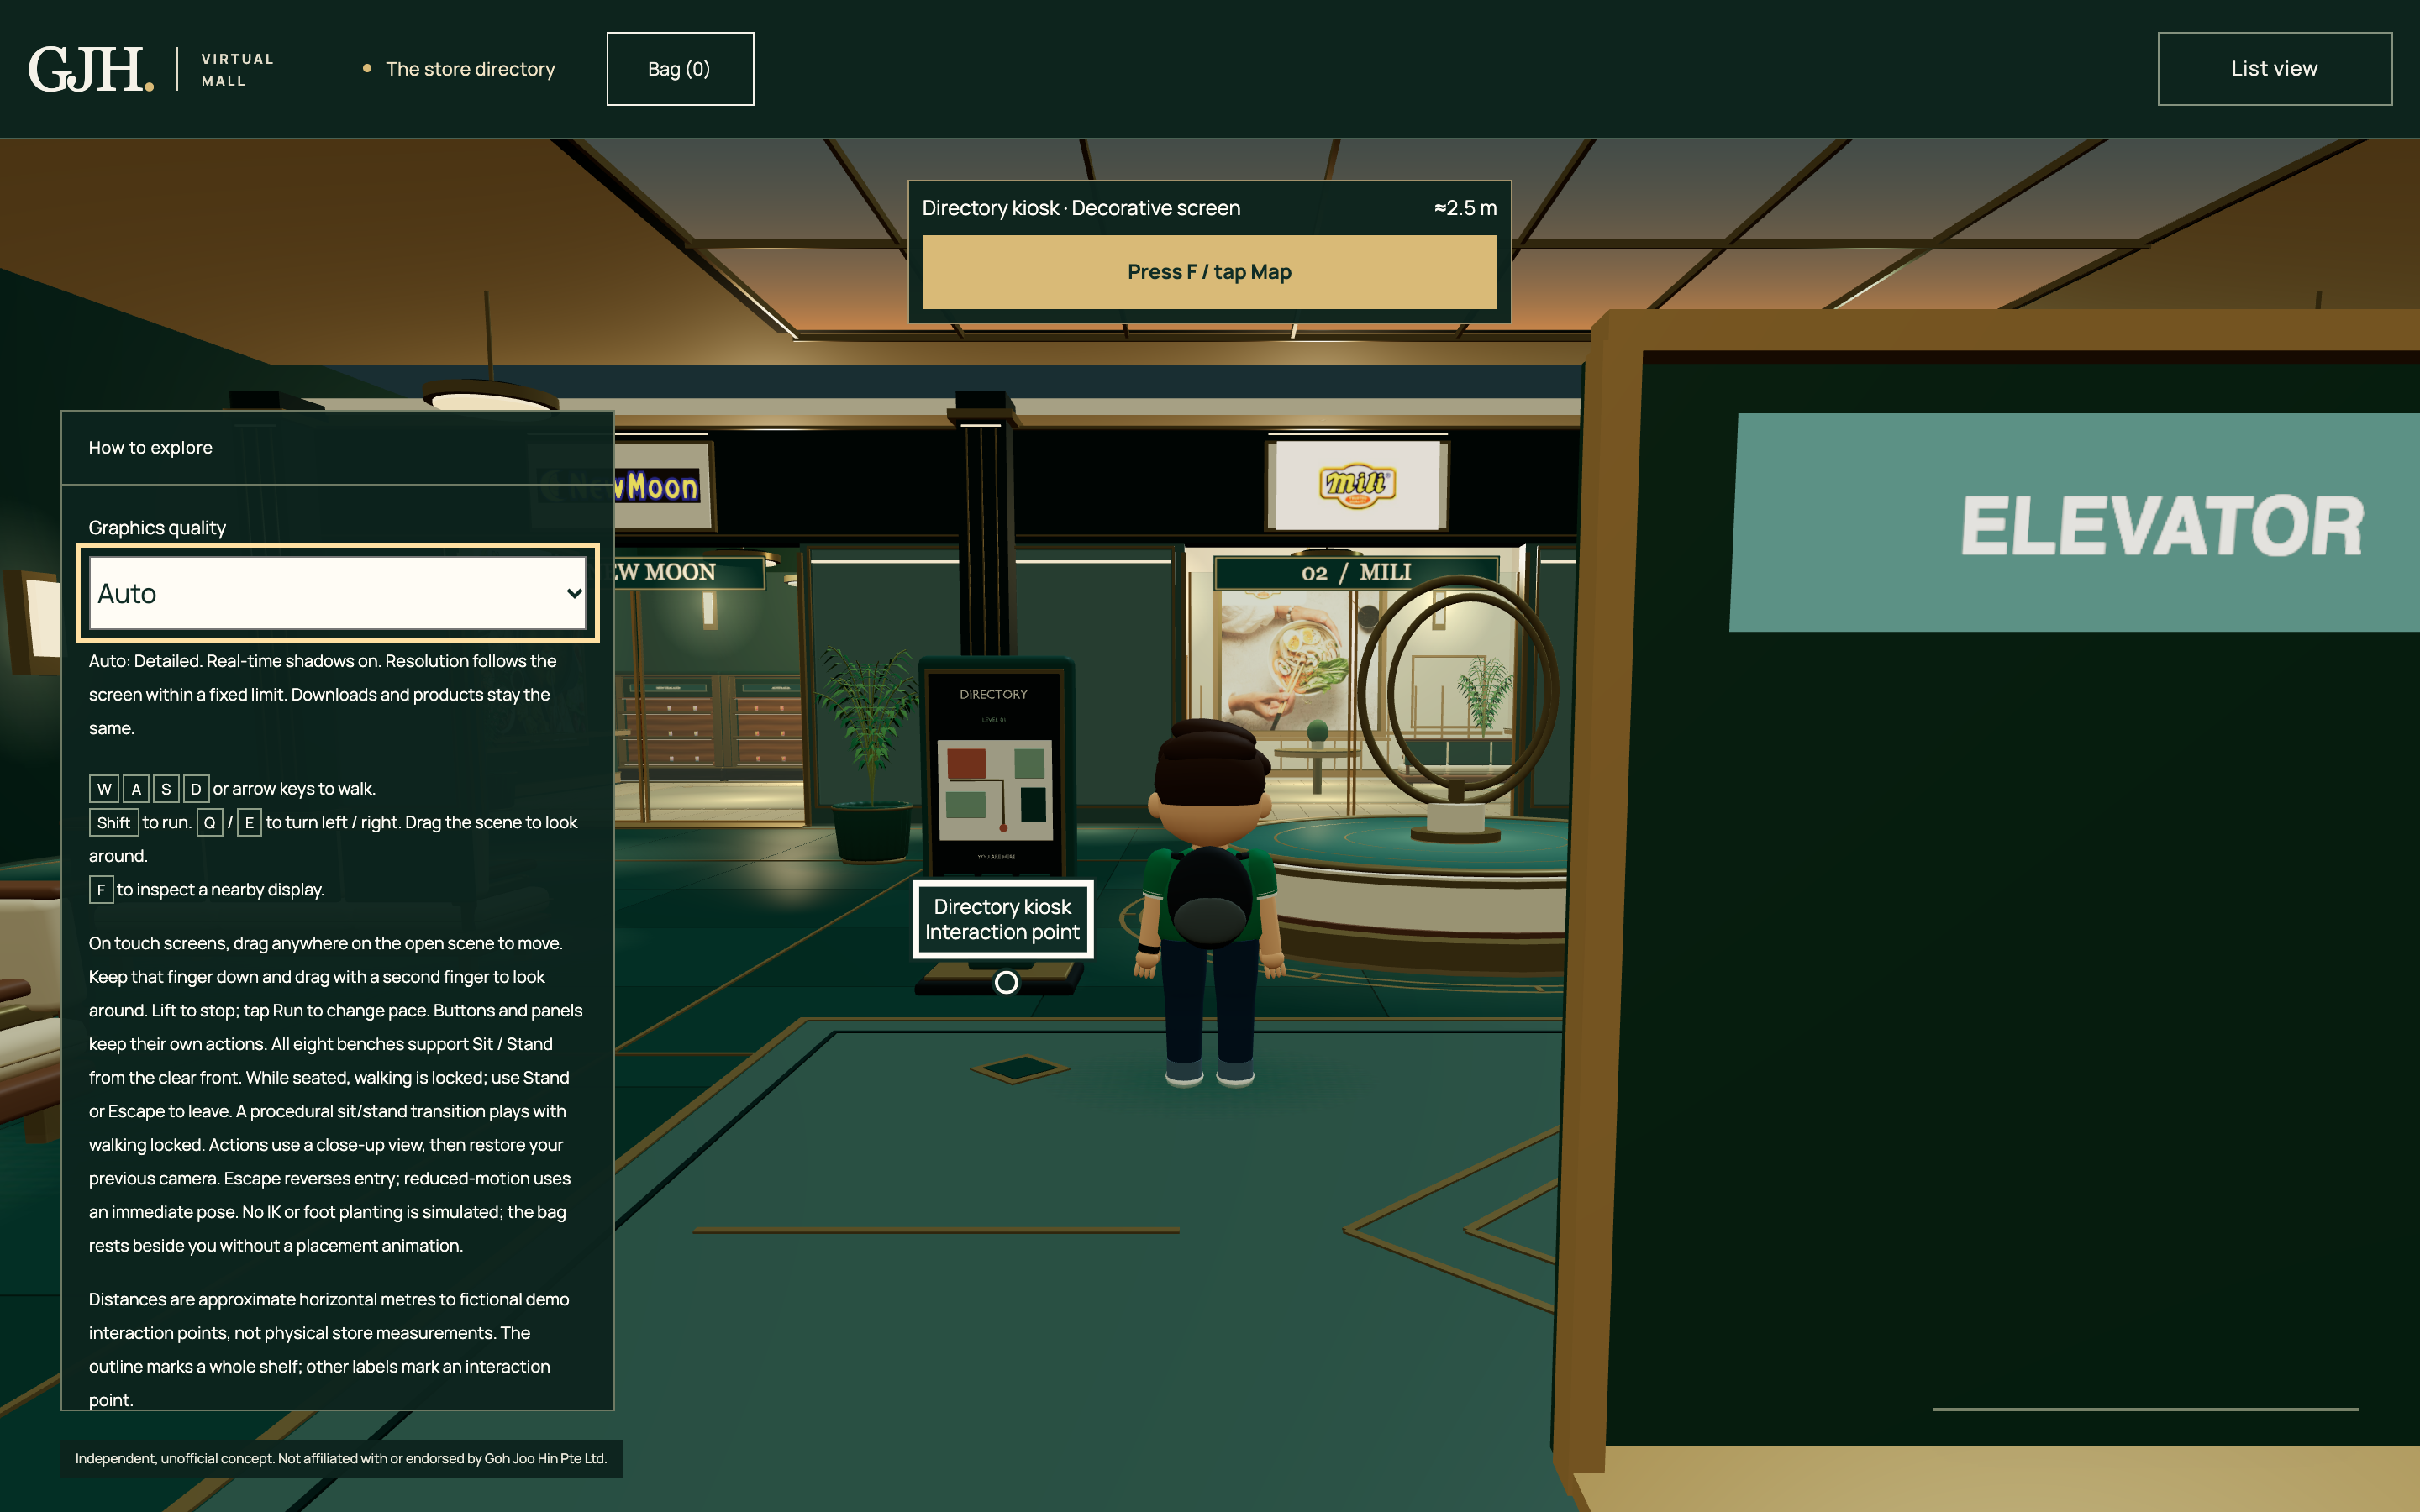 GJH.
VIRTUAL
MALL
The store directory
Bag (0)
List view
Directory kiosk · Decorative screen
≈2.5 m
Press F / tap Map
How to explore
Graphics quality
Auto
Auto: Detailed. Real-time shadows on. Resolution follows the
screen within a fixed limit. Downloads and products stay the
same.
W A S D or arrow keys to walk.
Shift to run. Q / E to turn left / right. Drag the scene to look
around.
F to inspect a nearby display.
On touch screens, drag anywhere on the open scene to move.
Keep that finger down and drag with a second finger to look
around. Lift to stop; tap Run to change pace. Buttons and panels
keep their own actions. All eight benches support Sit / Stand
from the clear front. While seated, walking is locked; use Stand
or Escape to leave. A procedural sit/stand transition plays with
walking locked. Actions use a close-up view, then restore your
previous camera. Escape reverses entry; reduced-motion uses
an immediate pose. No IK or foot planting is simulated; the bag
rests beside you without a placement animation.
Distances are approximate horizontal metres to fictional demo
interaction points, not physical store measurements. The
outline marks a whole shelf; other labels mark an interaction
point.
Independent, unofficial concept. Not affiliated with or endorsed by Goh Joo Hin Pte Ltd.
NewMoon
EW MOON
mili
02 / MILI
DIRECTORY
LEVEL 01
YOU ARE HERE
Directory kiosk
Interaction point
ELEVATOR